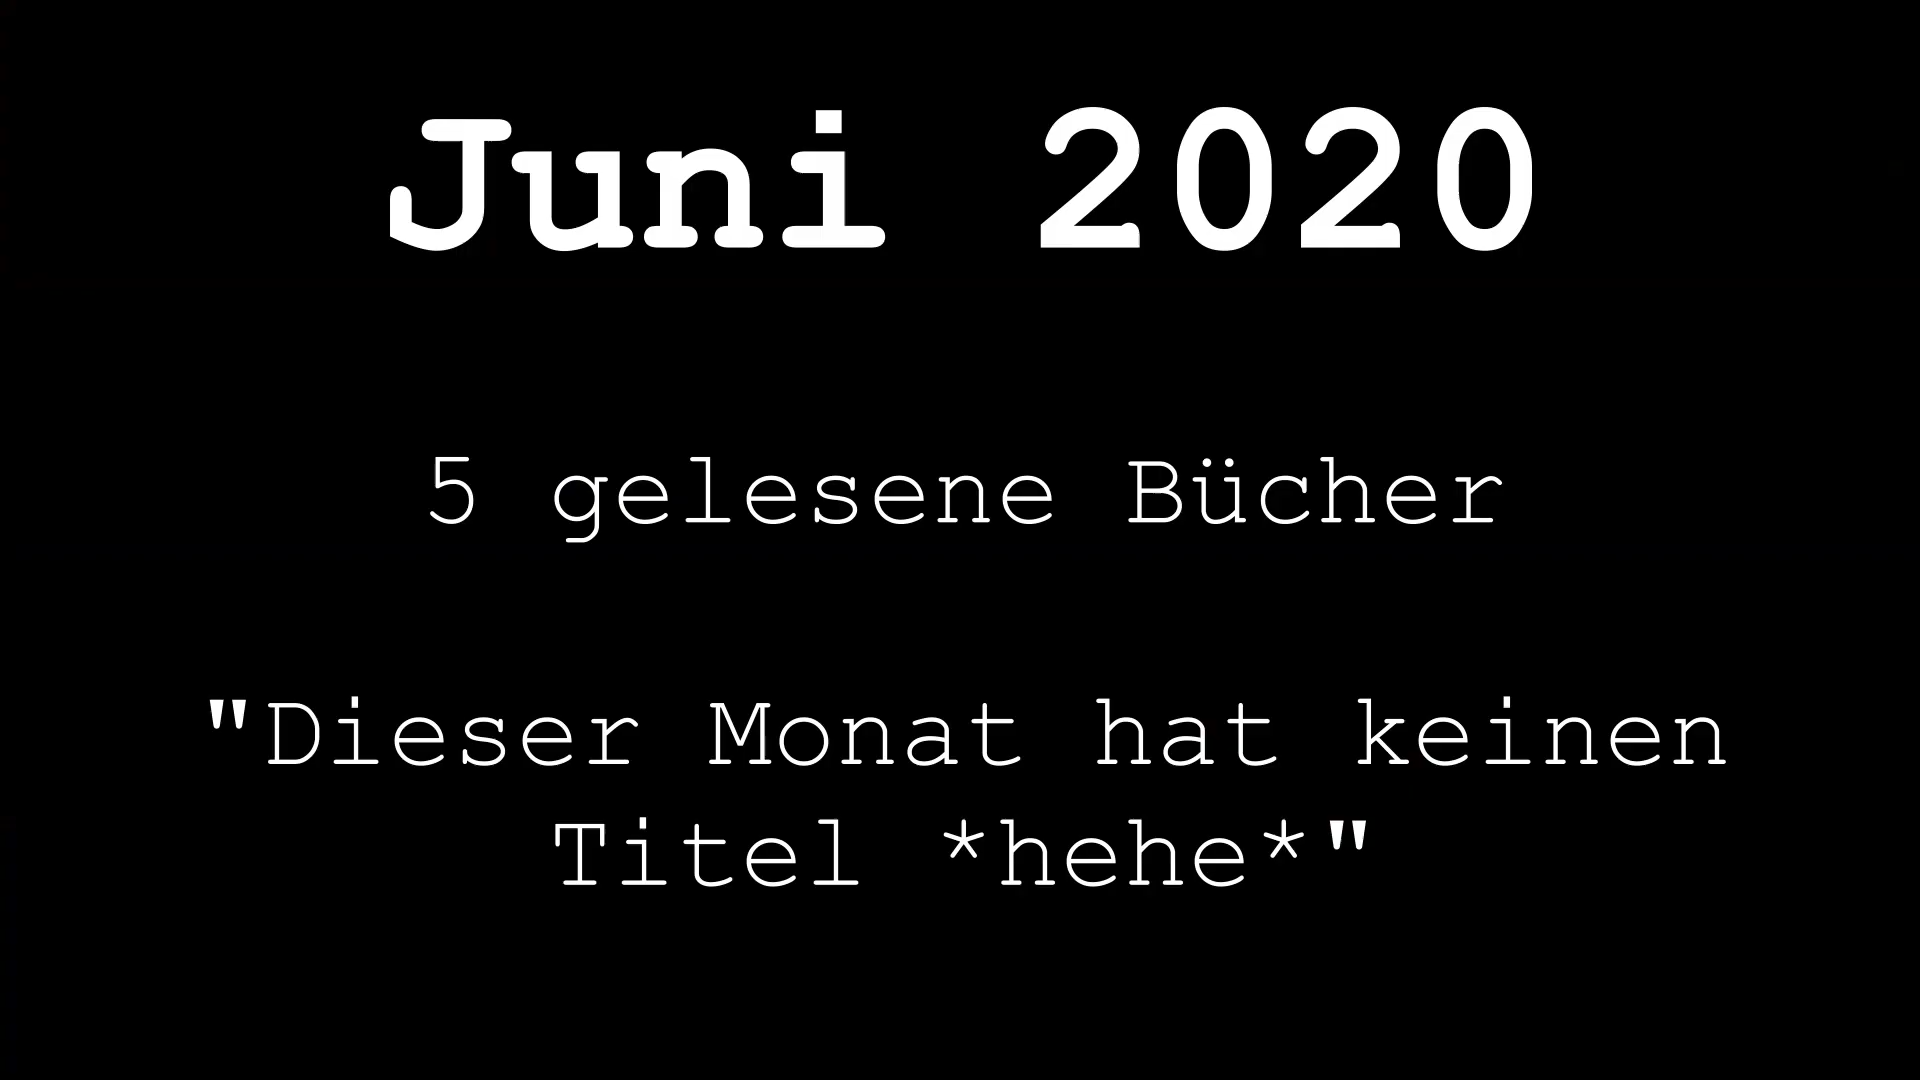 Juni 2020
5 gelesene Bücher
"Dieser Monat hat keinen
Titel *hehe*"